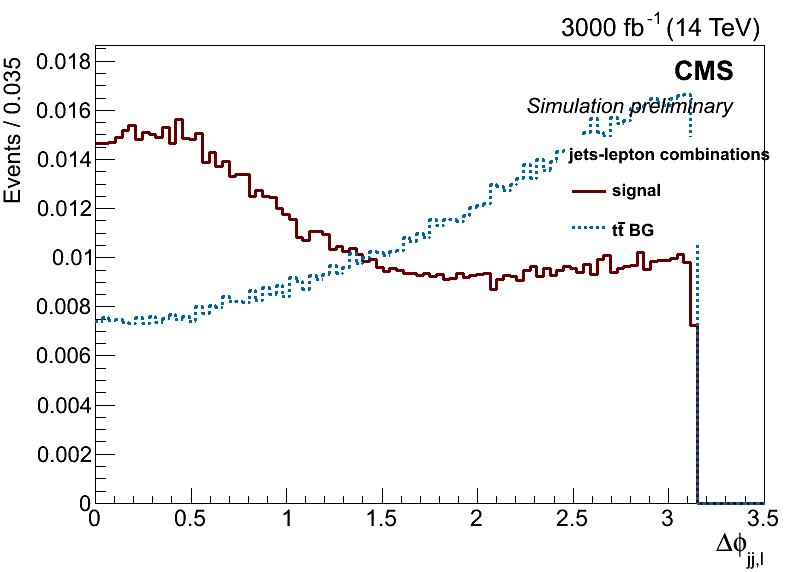 3000 fb⁻¹ (14 TeV)
CMS
Simulation preliminary
jets-lepton combinations
signal
tt̄ BG
Events / 0.035
0.018
0.016
0.014
0.012
0.01
0.008
0.006
0.004
0.002
0
0 0.5 1 1.5 2 2.5 3 3.5
Δϕjj,l